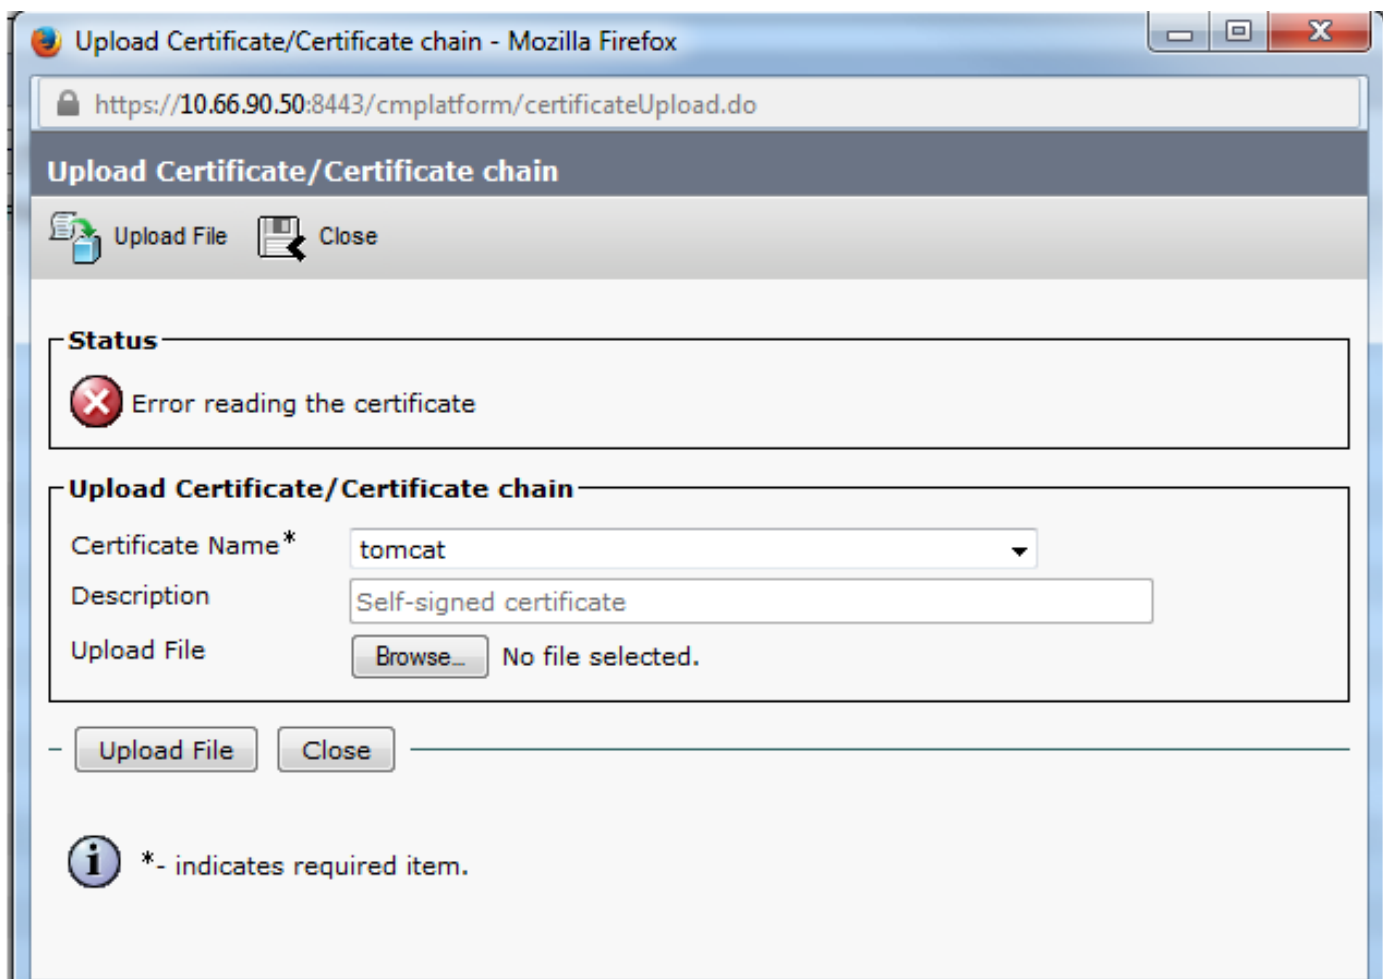 Upload Certificate/Certificate chain - Mozilla Firefox
https://10.66.90.50:8443/cmplatform/certificateUpload.do
Upload Certificate/Certificate chain
Upload File Close
Status
Error reading the certificate
Upload Certificate/Certificate chain
Certificate Name* tomcat
Description Self-signed certificate
Upload File Browse... No file selected.
Upload File Close
*- indicates required item.